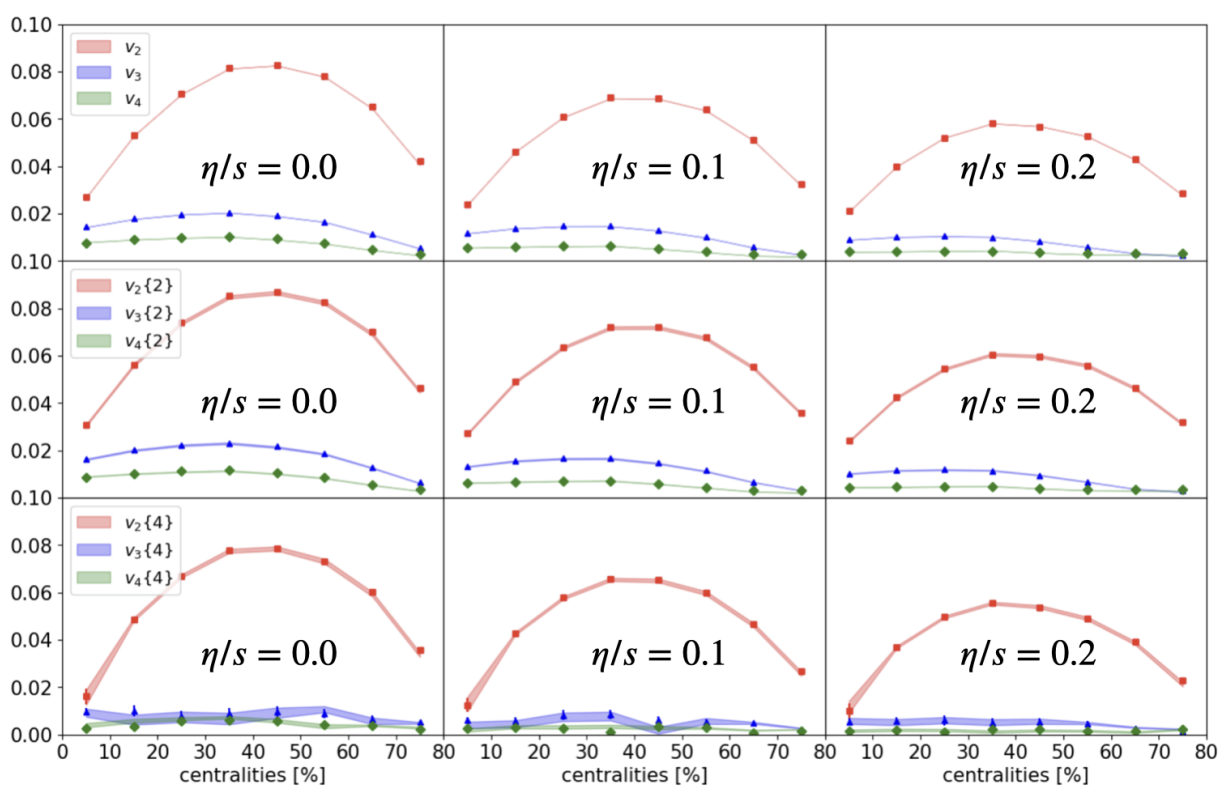 0.10
v₂
v₃
v₄
0.08
0.06
0.04
η/s = 0.0
η/s = 0.1
η/s = 0.2
0.02
0.10
v₂{2}
v₃{2}
v₄{2}
0.08
0.06
0.04
η/s = 0.0
η/s = 0.1
η/s = 0.2
0.02
0.10
v₂{4}
v₃{4}
v₄{4}
0.08
0.06
0.04
η/s = 0.0
η/s = 0.1
η/s = 0.2
0.02
0.00
0 10 20 30 40 50 60 70 80 10 20 30 40 50 60 70 80 10 20 30 40 50 60 70 80
centralities [%] centralities [%] centralities [%]